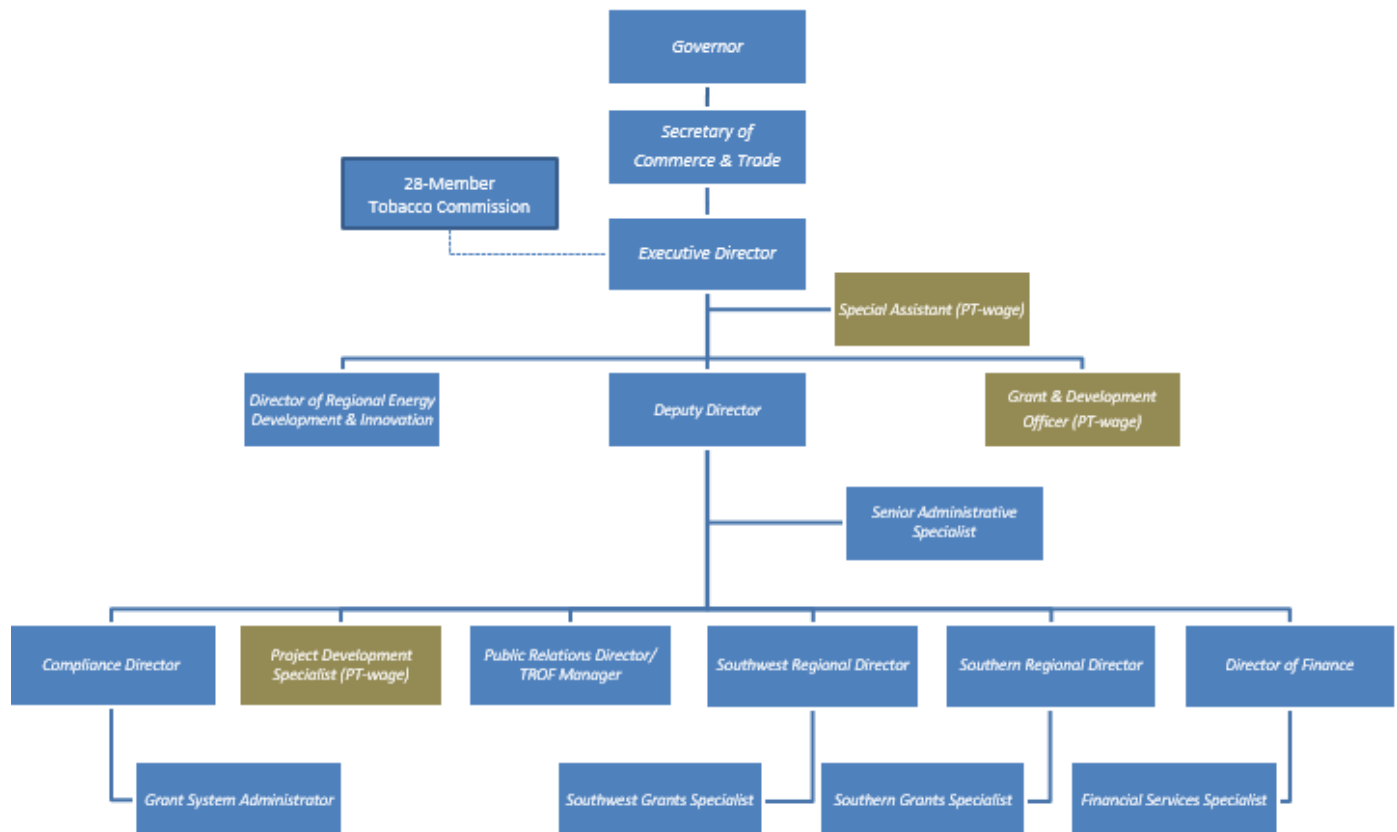 Governor
Secretary of
Commerce & Trade
28-Member
Tobacco Commission
Executive Director
Special Assistant (PT-wage)
Director of Regional Energy
Development & Innovation
Deputy Director
Grant & Development
Officer (PT-wage)
Senior Administrative
Specialist
Compliance Director
Project Development
Specialist (PT-wage)
Public Relations Director/
TROF Manager
Southwest Regional Director
Southern Regional Director
Director of Finance
Grant System Administrator
Southwest Grants Specialist
Southern Grants Specialist
Financial Services Specialist